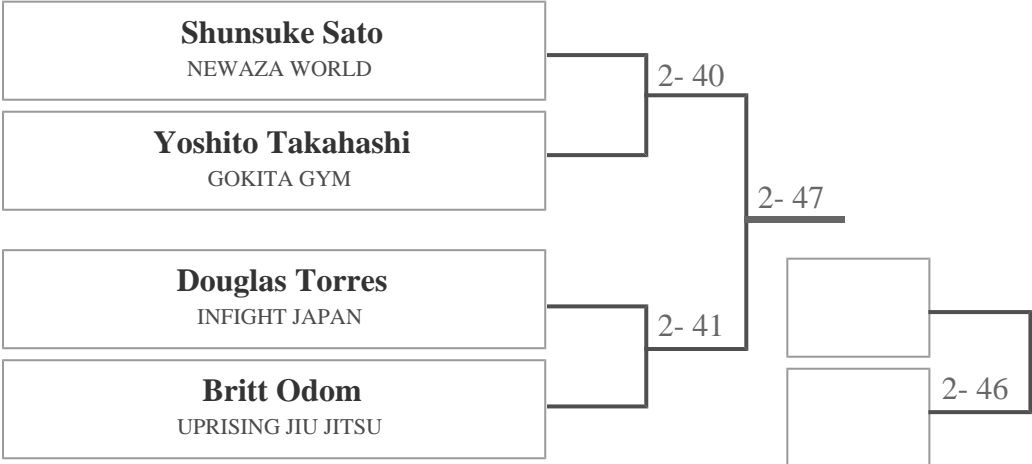 Shunsuke Sato
NEWAZA WORLD
2- 40
Yoshito Takahashi
GOKITA GYM
2- 47
Douglas Torres
INFIGHT JAPAN
2- 41
Britt Odom
UPRISING JIU JITSU
2- 46